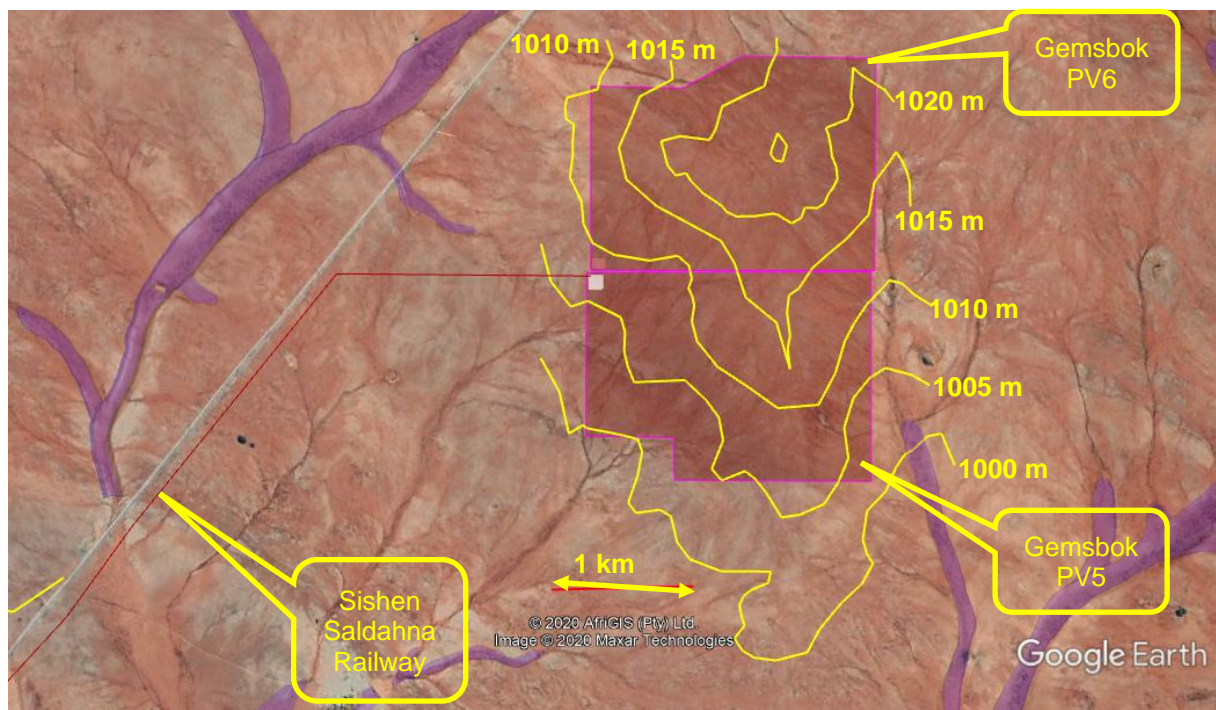 1010 m
1015 m
Gemsbok
PV6
1020 m
1015 m
1010 m
1005 m
1000 m
Gemsbok
PV5
1 km
Sishen
Saldahna
Railway
© 2020 AfriGIS (Pty) Ltd.
Image © 2020 Maxar Technologies
Google Earth